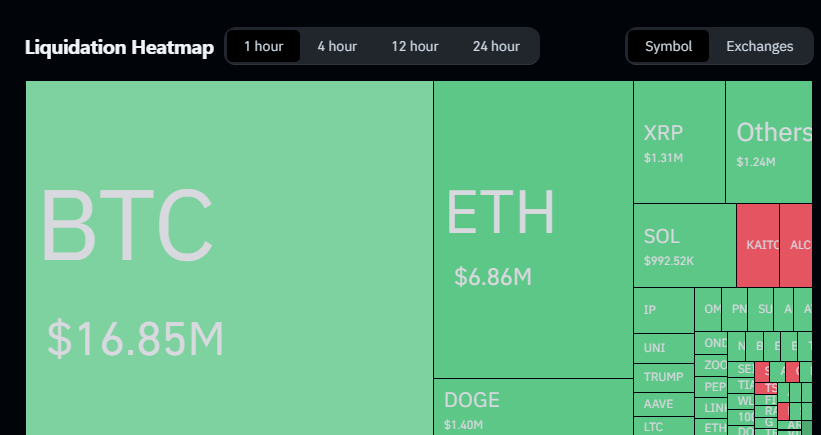 Liquidation Heatmap
1 hour
4 hour
12 hour
24 hour
Symbol
Exchanges
BTC
$16.85M
ETH
$6.86M
DOGE
$1.40M
XRP
$1.31M
Others
$1.24M
SOL
$992.52K
KAITO
ALC
IP
OM
PN
SU
A
UNI
OND
N
B
E
E
TRUMP
ZOO
SE
AAVE
PEP
TIA
TS
LTC
LINK
WL
FI
ETH
100
RA
DO
G